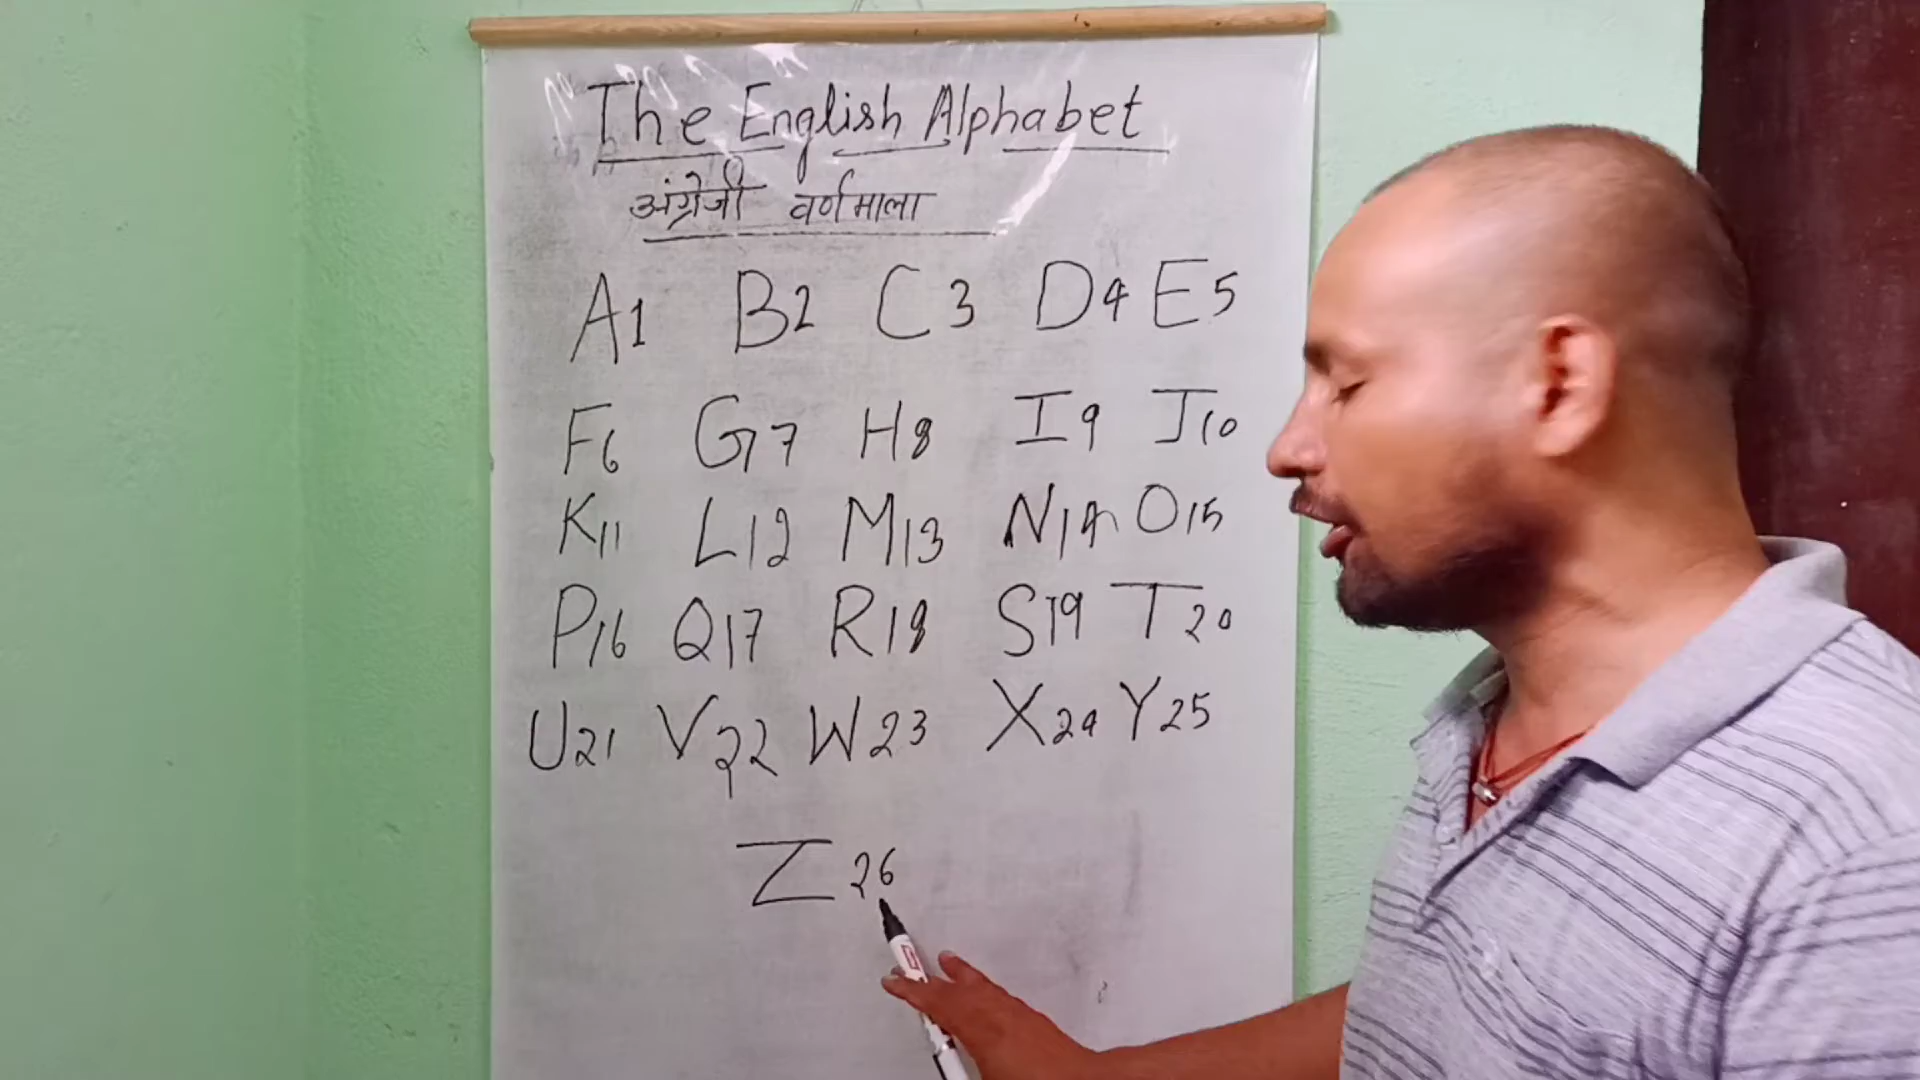 The English Alphabet
अंग्रेजी वर्णमाला
A1 B2 C3 D4 E5
F6 G7 H8 I9 J10
K11 L12 M13 N14 O15
P16 Q17 R18 S19 T20
U21 V22 W23 X24 Y25
Z26